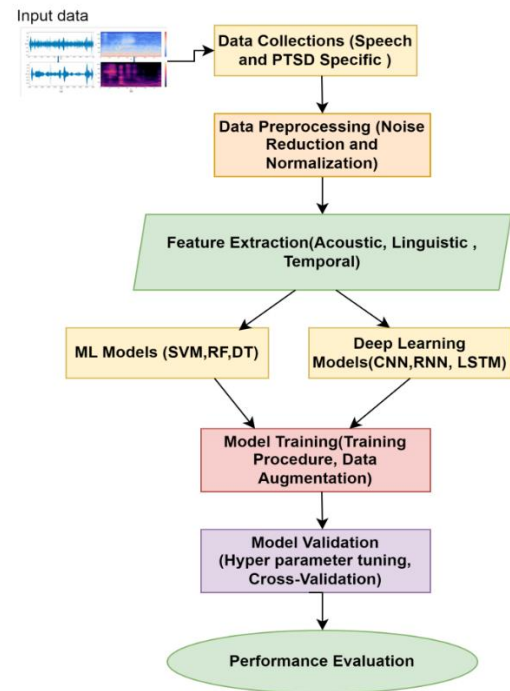 Input data
Data Collections (Speech
and PTSD Specific )
Data Preprocessing (Noise
Reduction and
Normalization)
Feature Extraction(Acoustic, Linguistic ,
Temporal)
ML Models (SVM,RF,DT)
Deep Learning
Models(CNN,RNN, LSTM)
Model Training(Training
Procedure, Data
Augmentation)
Model Validation
(Hyper parameter tuning,
Cross-Validation)
Performance Evaluation